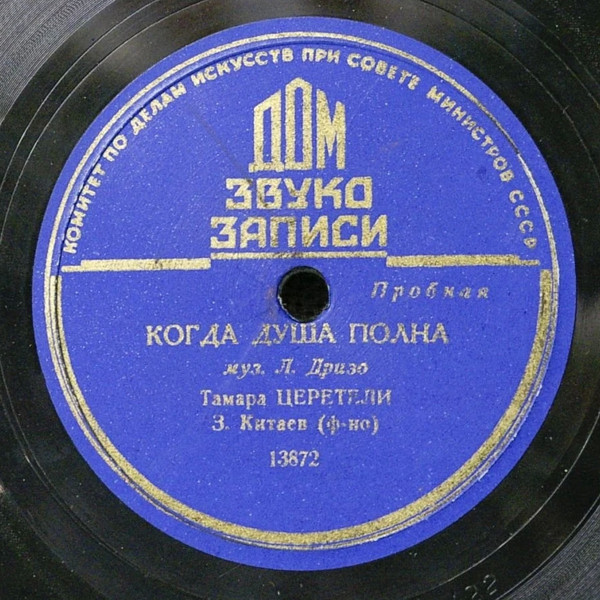 КОМИТЕТ ПО ДЕЛАМ ИСКУССТВ ПРИ СОВЕТЕ МИНИСТРОВ СССР
ДОМ
ЗВУКО
ЗАПИСИ
Пробная
КОГДА ДУША ПОЛНА
муз. Л. Дризо
Тамара ЦЕРЕТЕЛИ
З. Китаев (ф-но)
13872